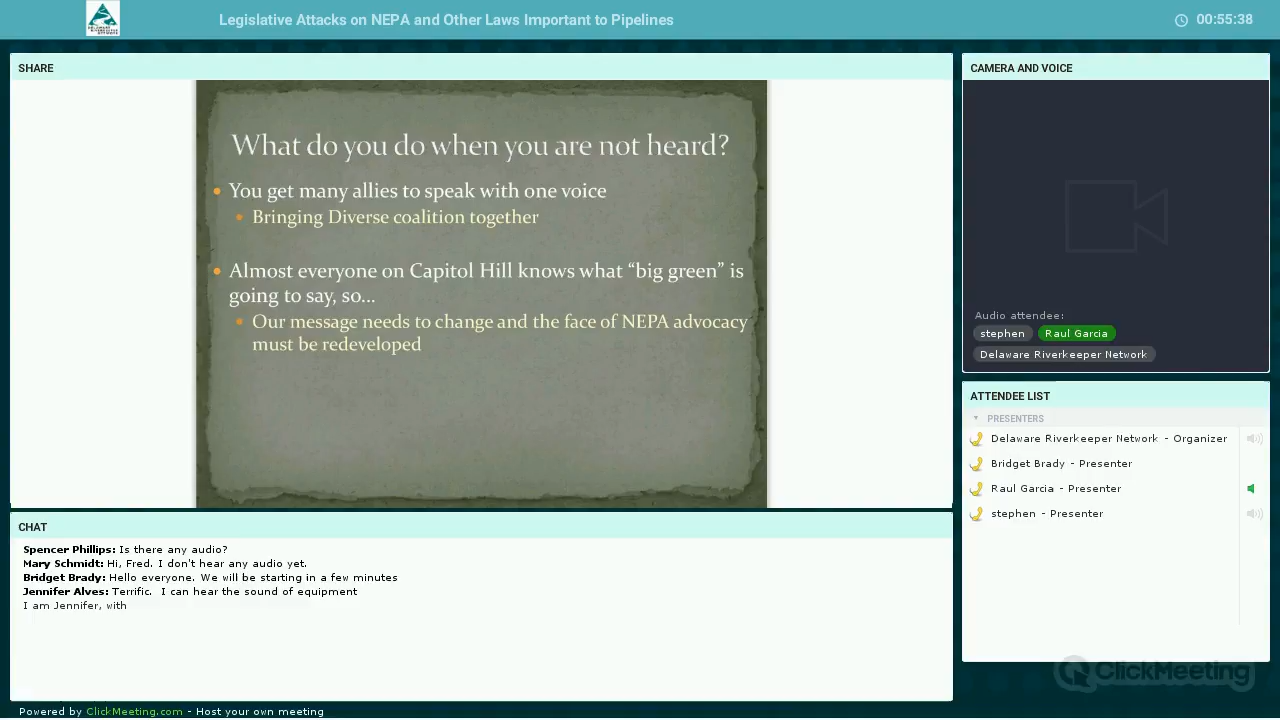 Legislative Attacks on NEPA and Other Laws Important to Pipelines
00:55:38
SHARE
What do you do when you are not heard?
You get many allies to speak with one voice
Bringing Diverse coalition together
Almost everyone on Capitol Hill knows what “big green” is
going to say, so...
Our message needs to change and the face of NEPA advocacy
must be redeveloped
CHAT
Spencer Phillips: Is there any audio?
Mary Schmidt: Hi, Fred. I don't hear any audio yet.
Bridget Brady: Hello everyone. We will be starting in a few minutes
Jennifer Alves: Terrific. I can hear the sound of equipment
I am Jennifer, with
CAMERA AND VOICE
Audio attendee:
stephen Raul Garcia
Delaware Riverkeeper Network
ATTENDEE LIST
PRESENTERS
Delaware Riverkeeper Network - Organizer
Bridget Brady - Presenter
Raul Garcia - Presenter
stephen - Presenter
ClickMeeting
Powered by ClickMeeting.com - Host your own meeting